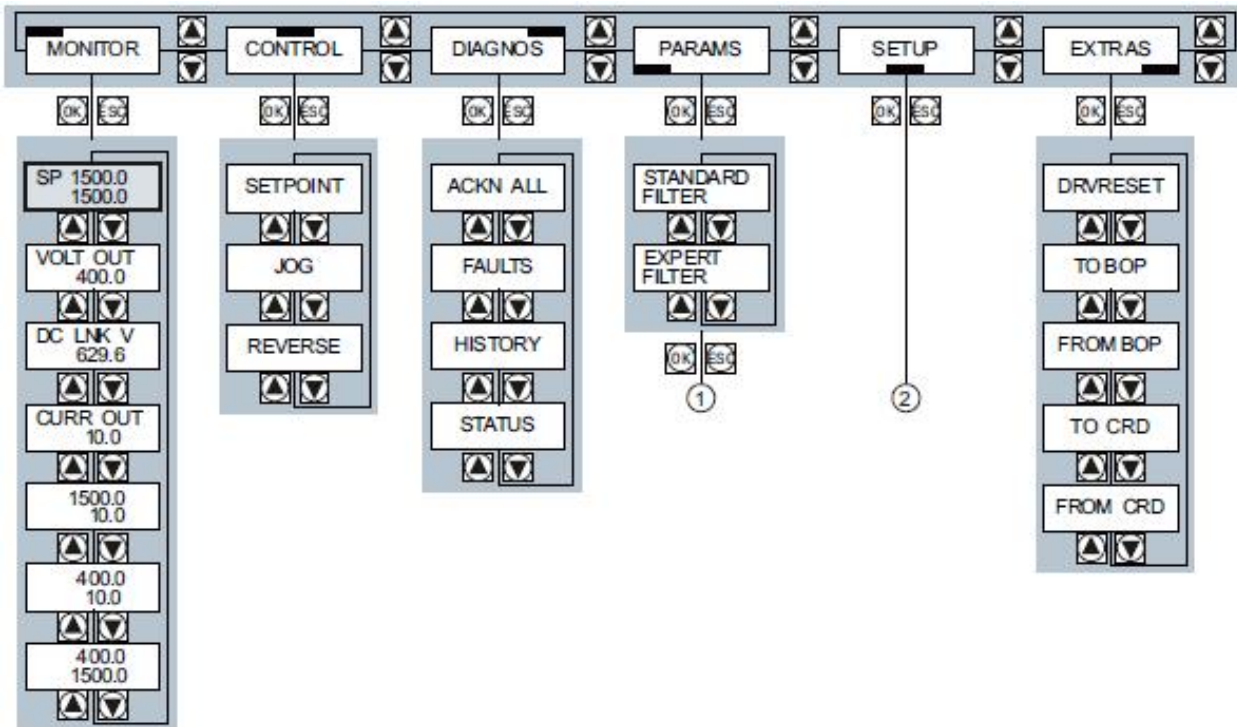 MONITOR
CONTROL
DIAGNOS
PARAMS
SETUP
EXTRAS
OK ESC
OK ESC
OK ESC
OK ESC
OK ESC
OK ESC
SP 1500.0
1500.0
VOLT OUT
400.0
DC LNK V
629.6
CURR OUT
10.0
1500.0
10.0
400.0
10.0
400.0
1500.0
SETPOINT
JOG
REVERSE
ACKN ALL
FAULTS
HISTORY
STATUS
STANDARD
FILTER
EXPERT
FILTER
OK ESC
1
2
DRVRESET
TO BOP
FROM BOP
TO CRD
FROM CRD